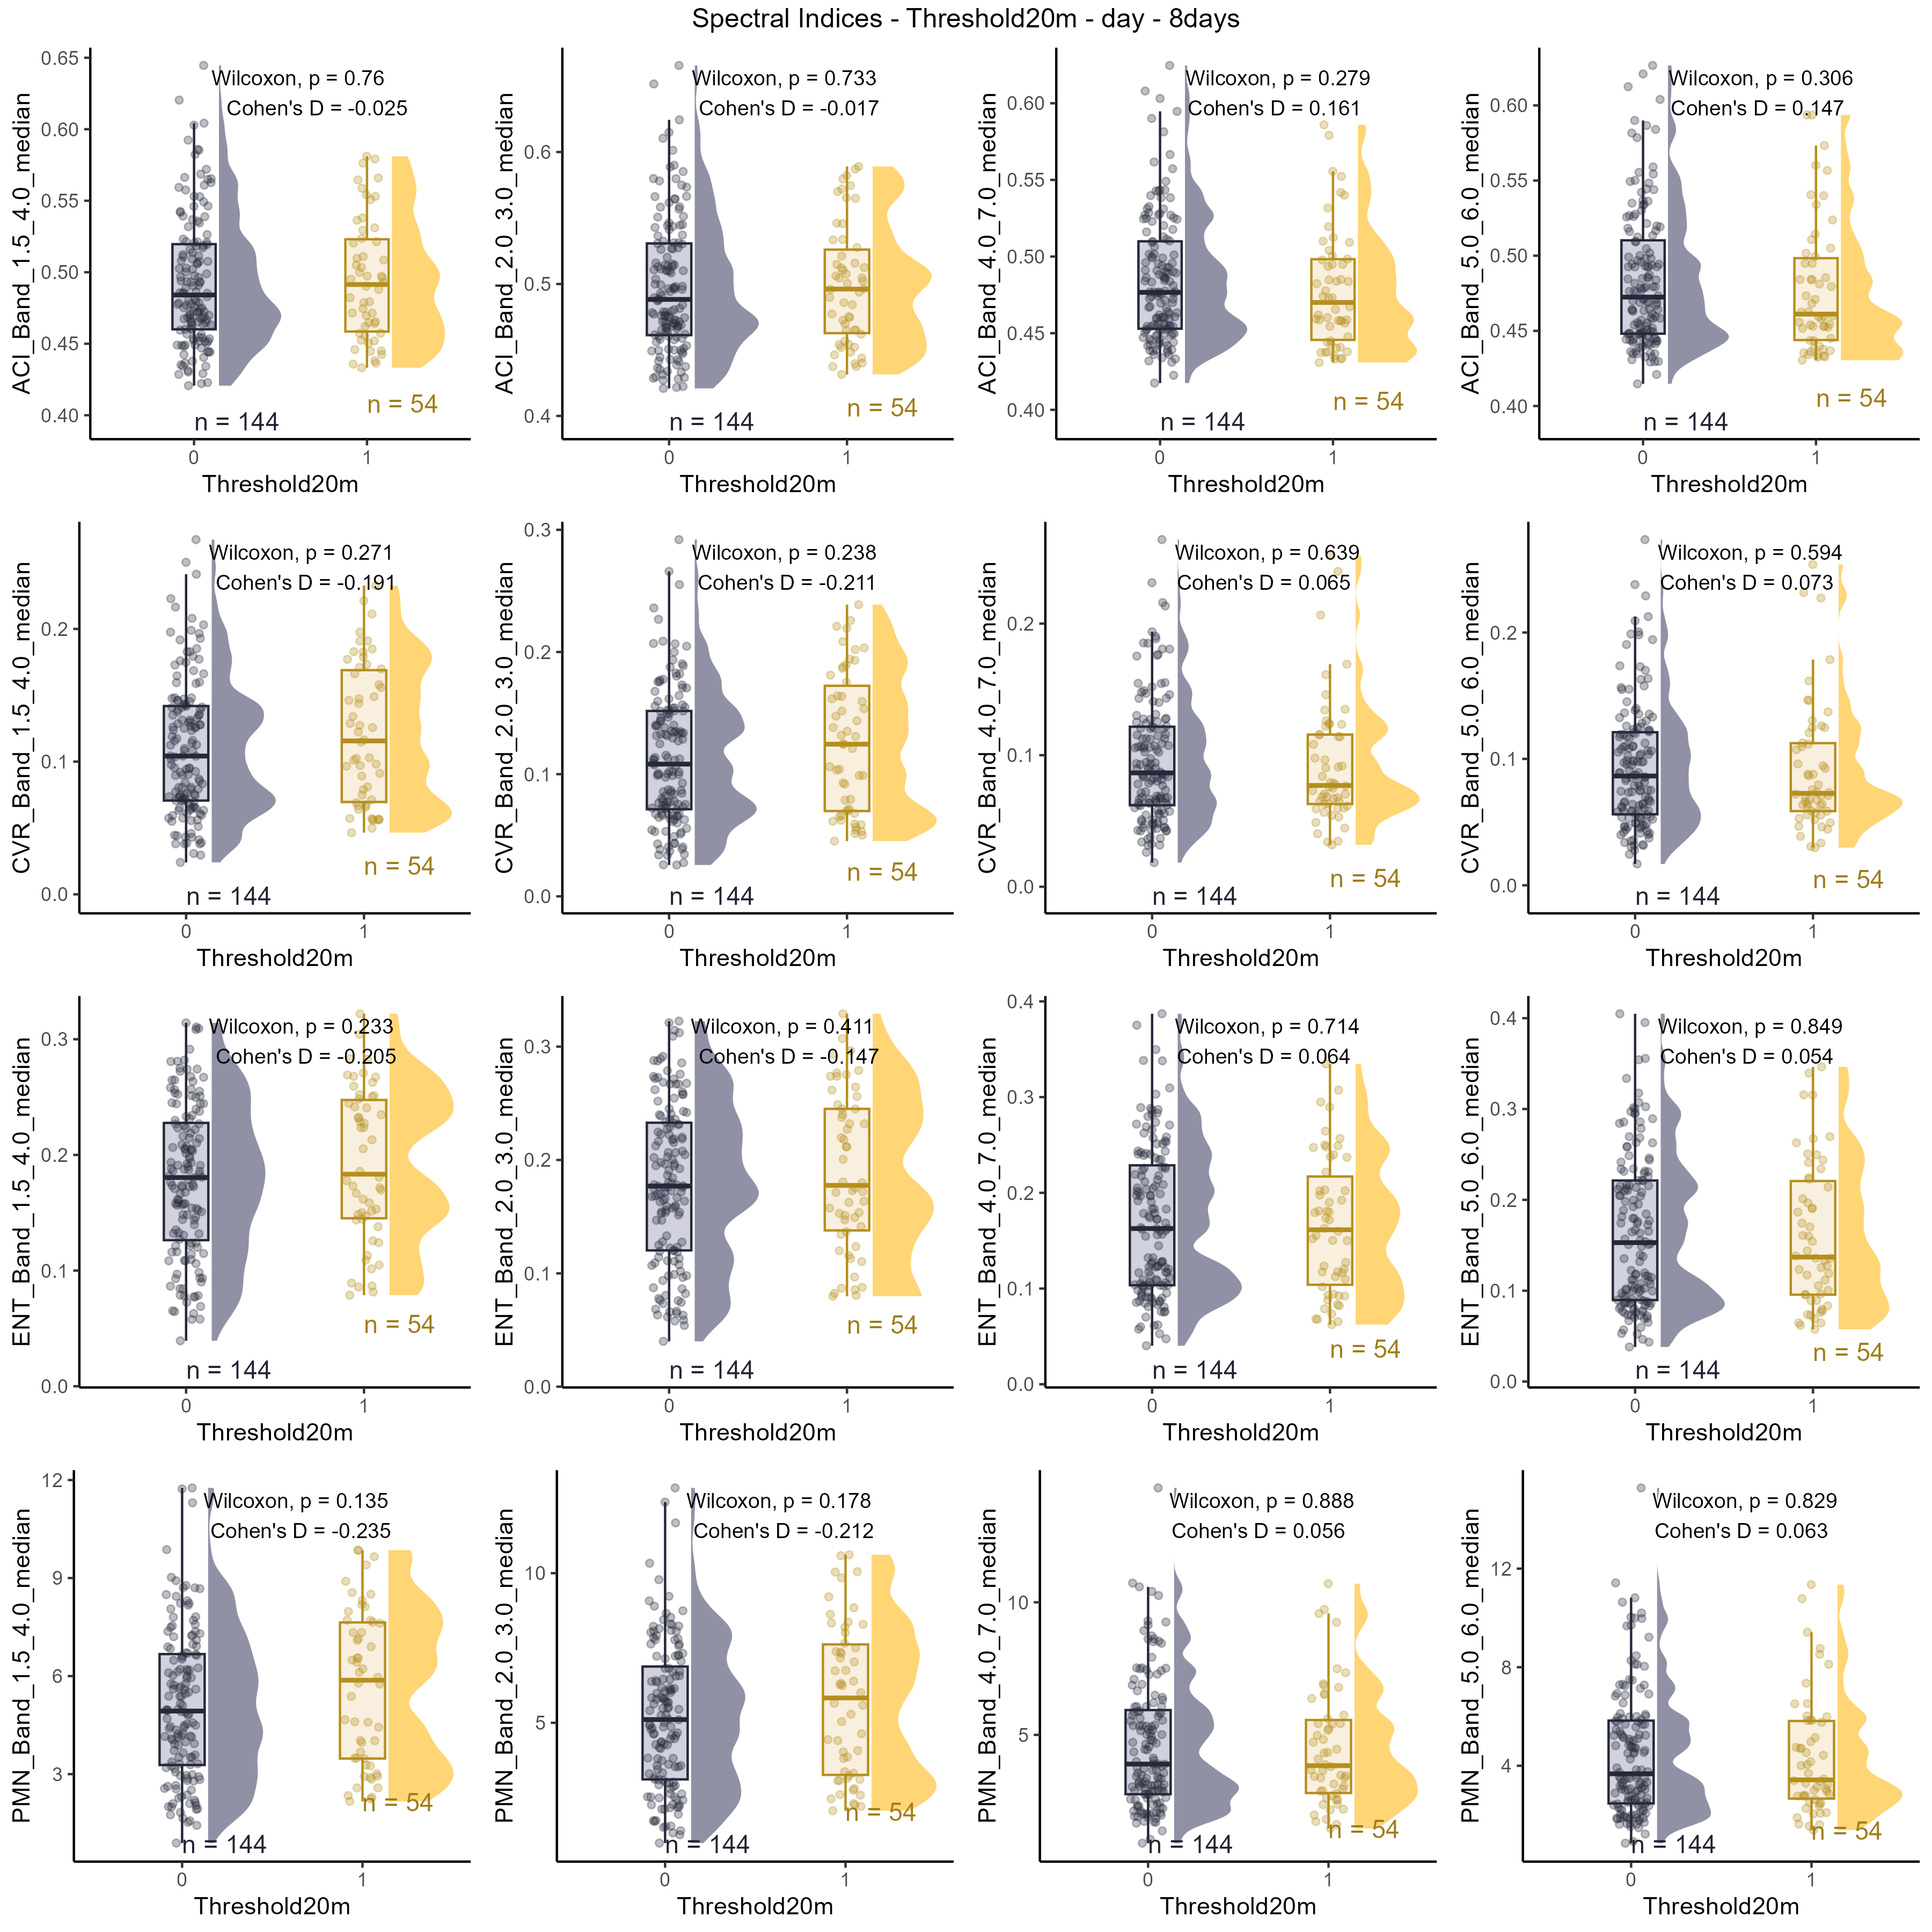 Spectral Indices - Threshold20m - day - 8days
ACI_Band_1.5_4.0_median
0.65
0.60
0.55
0.50
0.45
0.40
Wilcoxon, p = 0.76
Cohen's D = -0.025
n = 144
n = 54
0
1
Threshold20m
ACI_Band_2.0_3.0_median
0.6
0.5
0.4
Wilcoxon, p = 0.733
Cohen's D = -0.017
n = 144
n = 54
0
1
Threshold20m
ACI_Band_4.0_7.0_median
0.60
0.55
0.50
0.45
0.40
Wilcoxon, p = 0.279
Cohen's D = 0.161
n = 144
n = 54
0
1
Threshold20m
ACI_Band_5.0_6.0_median
0.60
0.55
0.50
0.45
0.40
Wilcoxon, p = 0.306
Cohen's D = 0.147
n = 144
n = 54
0
1
Threshold20m
CVR_Band_1.5_4.0_median
0.2
0.1
0.0
Wilcoxon, p = 0.271
Cohen's D = -0.191
n = 144
n = 54
0
1
Threshold20m
CVR_Band_2.0_3.0_median
0.3
0.2
0.1
0.0
Wilcoxon, p = 0.238
Cohen's D = -0.211
n = 144
n = 54
0
1
Threshold20m
CVR_Band_4.0_7.0_median
0.2
0.1
0.0
Wilcoxon, p = 0.639
Cohen's D = 0.065
n = 144
n = 54
0
1
Threshold20m
CVR_Band_5.0_6.0_median
0.2
0.1
0.0
Wilcoxon, p = 0.594
Cohen's D = 0.073
n = 144
n = 54
0
1
Threshold20m
ENT_Band_1.5_4.0_median
0.3
0.2
0.1
0.0
Wilcoxon, p = 0.233
Cohen's D = -0.205
n = 144
n = 54
0
1
Threshold20m
ENT_Band_2.0_3.0_median
0.3
0.2
0.1
0.0
Wilcoxon, p = 0.411
Cohen's D = -0.147
n = 144
n = 54
0
1
Threshold20m
ENT_Band_4.0_7.0_median
0.4
0.3
0.2
0.1
0.0
Wilcoxon, p = 0.714
Cohen's D = 0.064
n = 144
n = 54
0
1
Threshold20m
ENT_Band_5.0_6.0_median
0.4
0.3
0.2
0.1
0.0
Wilcoxon, p = 0.849
Cohen's D = 0.054
n = 144
n = 54
0
1
Threshold20m
PMN_Band_1.5_4.0_median
12
9
6
3
Wilcoxon, p = 0.135
Cohen's D = -0.235
n = 144
n = 54
0
1
Threshold20m
PMN_Band_2.0_3.0_median
10
5
Wilcoxon, p = 0.178
Cohen's D = -0.212
n = 144
n = 54
0
1
Threshold20m
PMN_Band_4.0_7.0_median
10
5
Wilcoxon, p = 0.888
Cohen's D = 0.056
n = 144
n = 54
0
1
Threshold20m
PMN_Band_5.0_6.0_median
12
8
4
Wilcoxon, p = 0.829
Cohen's D = 0.063
n = 144
n = 54
0
1
Threshold20m